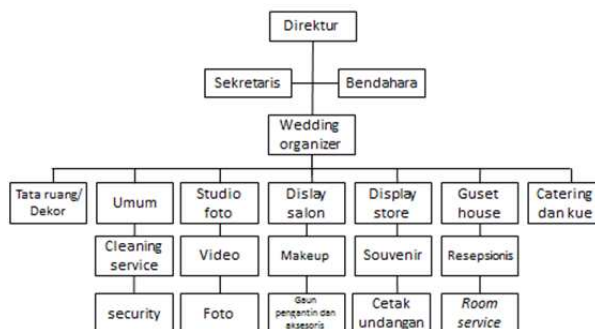 Direktur
Sekretaris
Bendahara
Wedding
organizer
Tata ruang/
Dekor
Umum
Studio
foto
Dislay
salon
Display
store
Guset
house
Catering
dan kue
Cleaning
service
Video
Makeup
Souvenir
Resepsionis
security
Foto
Gaun
pengantin dan
aksesoris
Cetak
undangan
Room
service